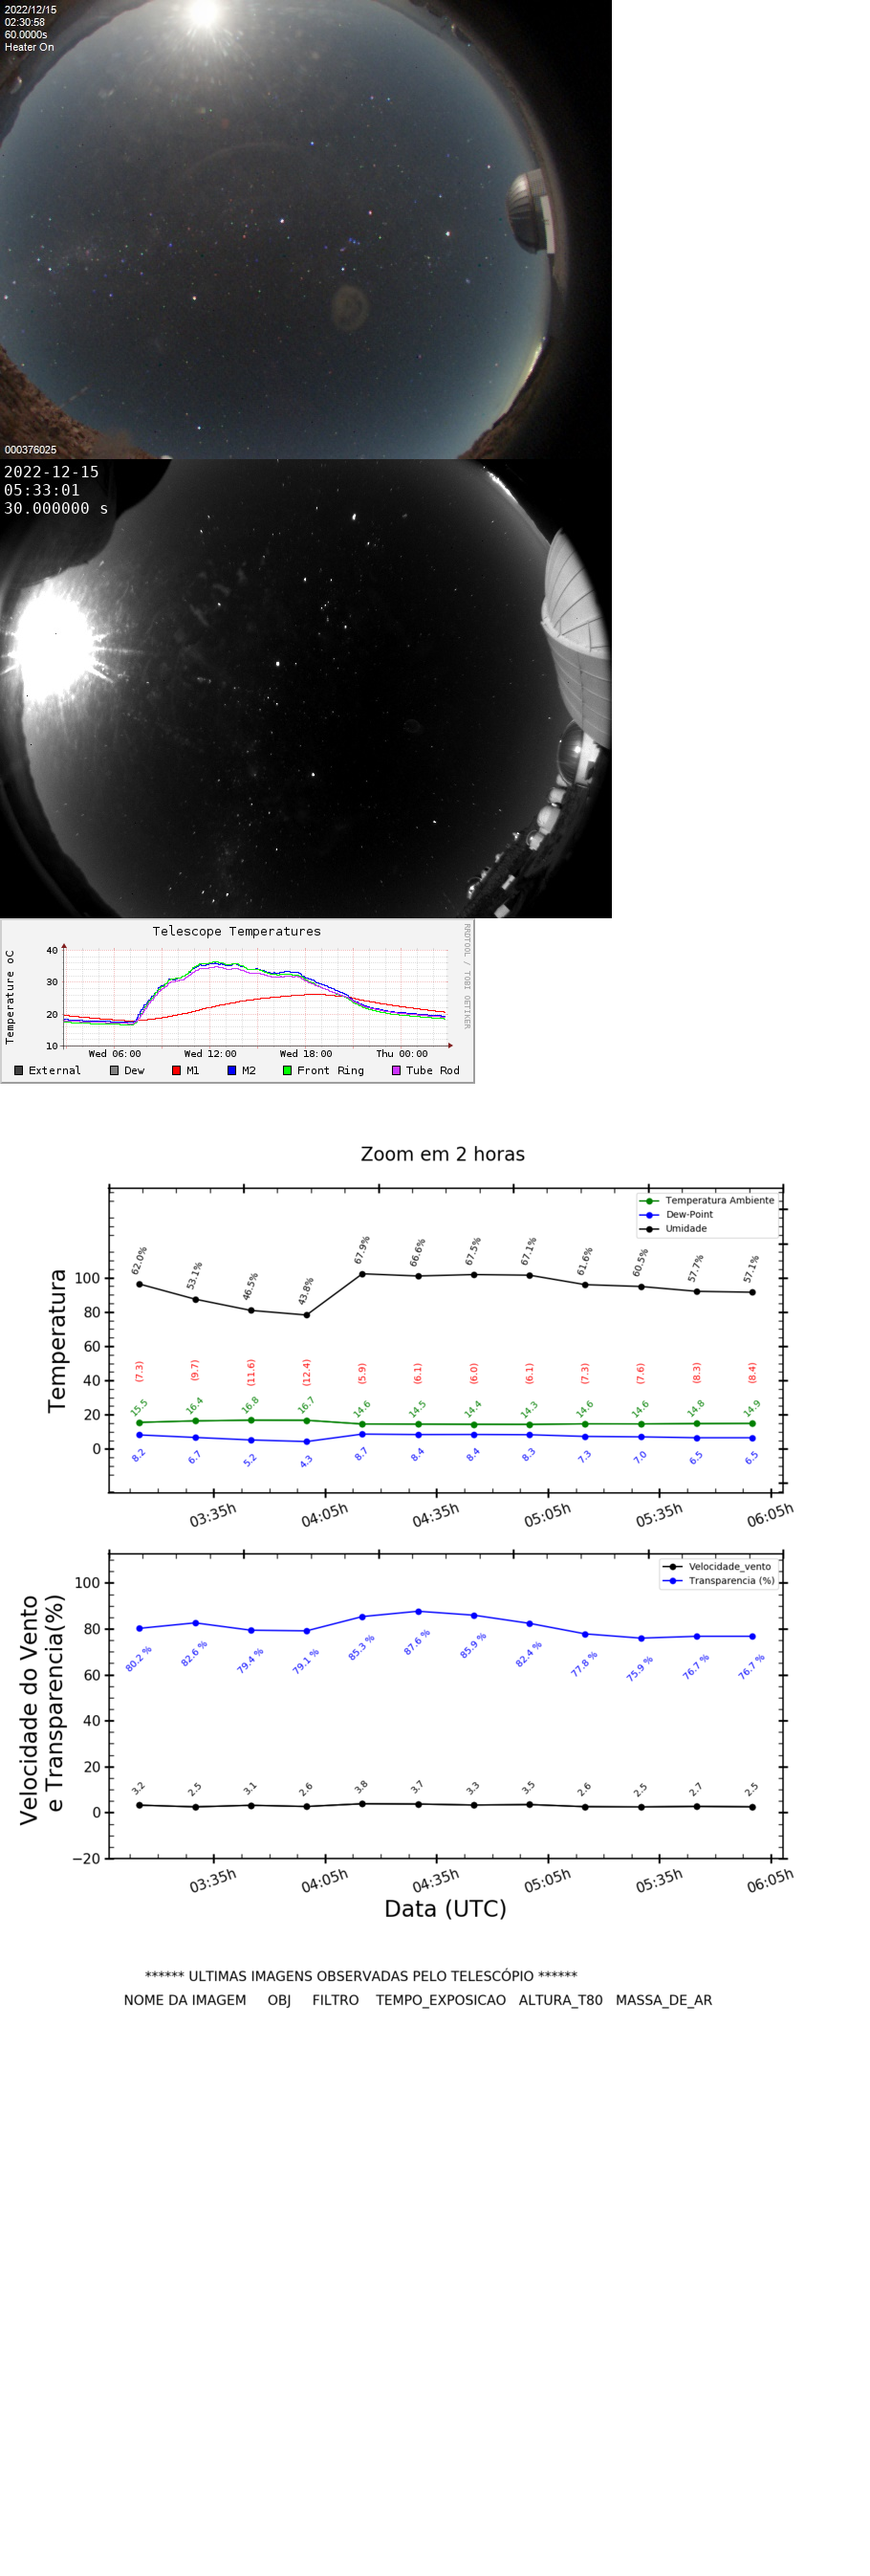 2022/12/15
02:30:58
60.0000s
Heater On
000376025
2022-12-15
05:33:01
30.000000 s
Telescope Temperatures
RRDTOOL / TOBI OETIKER
Temperature oC
40
30
20
10
Wed 06:00 Wed 12:00 Wed 18:00 Thu 00:00
External Dew M1 M2 Front Ring Tube Rod
Zoom em 2 horas
Temperatura Ambiente
Dew-Point
Umidade
Temperatura
100
80
60
40
20
0
62.0% 53.1% 46.5% 43.8% 67.9% 66.6% 67.5% 67.1% 61.6% 60.5% 57.7% 57.1%
(7.3) (9.7) (11.6) (12.4) (5.9) (6.1) (6.0) (6.1) (7.3) (7.6) (8.3) (8.4)
15.5 16.4 16.8 16.7 14.6 14.5 14.4 14.3 14.6 14.6 14.8 14.9
8.2 6.7 5.2 4.3 8.7 8.4 8.4 8.3 7.3 7.0 6.5 6.5
03:35h 04:05h 04:35h 05:05h 05:35h 06:05h
Velocidade_vento
Transparencia (%)
Velocidade do Vento
e Transparencia(%)
100
80
60
40
20
0
−20
80.2 % 82.6 % 79.4 % 79.1 % 85.3 % 87.6 % 85.9 % 82.4 % 77.8 % 75.9 % 76.7 % 76.7 %
3.2 2.5 3.1 2.6 3.8 3.7 3.3 3.5 2.6 2.5 2.7 2.5
03:35h 04:05h 04:35h 05:05h 05:35h 06:05h
Data (UTC)
****** ULTIMAS IMAGENS OBSERVADAS PELO TELESCÓPIO ******
NOME DA IMAGEM OBJ FILTRO TEMPO_EXPOSICAO ALTURA_T80 MASSA_DE_AR